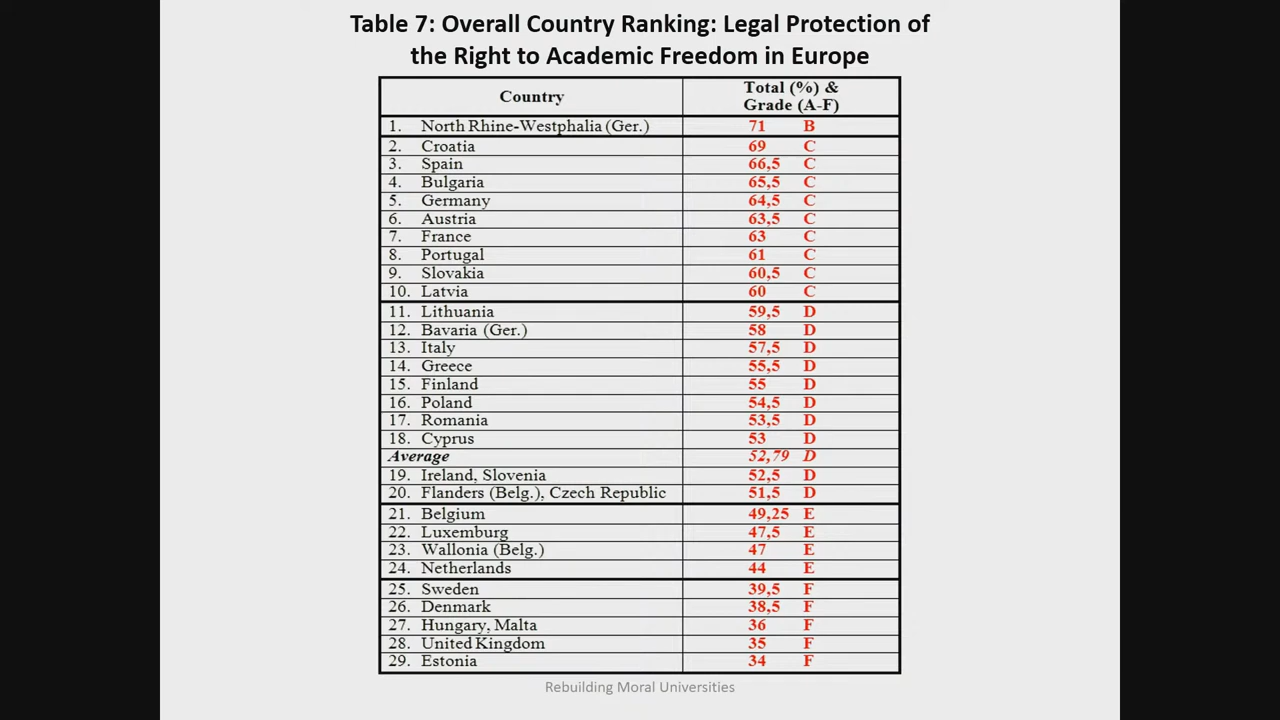 Table 7: Overall Country Ranking: Legal Protection of
the Right to Academic Freedom in Europe
Country Total (%) &
Grade (A-F)
1. North Rhine-Westphalia (Ger.) 71 B
2. Croatia 69 C
3. Spain 66,5 C
4. Bulgaria 65,5 C
5. Germany 64,5 C
6. Austria 63,5 C
7. France 63 C
8. Portugal 61 C
9. Slovakia 60,5 C
10. Latvia 60 C
11. Lithuania 59,5 D
12. Bavaria (Ger.) 58 D
13. Italy 57,5 D
14. Greece 55,5 D
15. Finland 55 D
16. Poland 54,5 D
17. Romania 53,5 D
18. Cyprus 53 D
Average 52,79 D
19. Ireland, Slovenia 52,5 D
20. Flanders (Belg.), Czech Republic 51,5 D
21. Belgium 49,25 E
22. Luxemburg 47,5 E
23. Wallonia (Belg.) 47 E
24. Netherlands 44 E
25. Sweden 39,5 F
26. Denmark 38,5 F
27. Hungary, Malta 36 F
28. United Kingdom 35 F
29. Estonia 34 F
Rebuilding Moral Universities